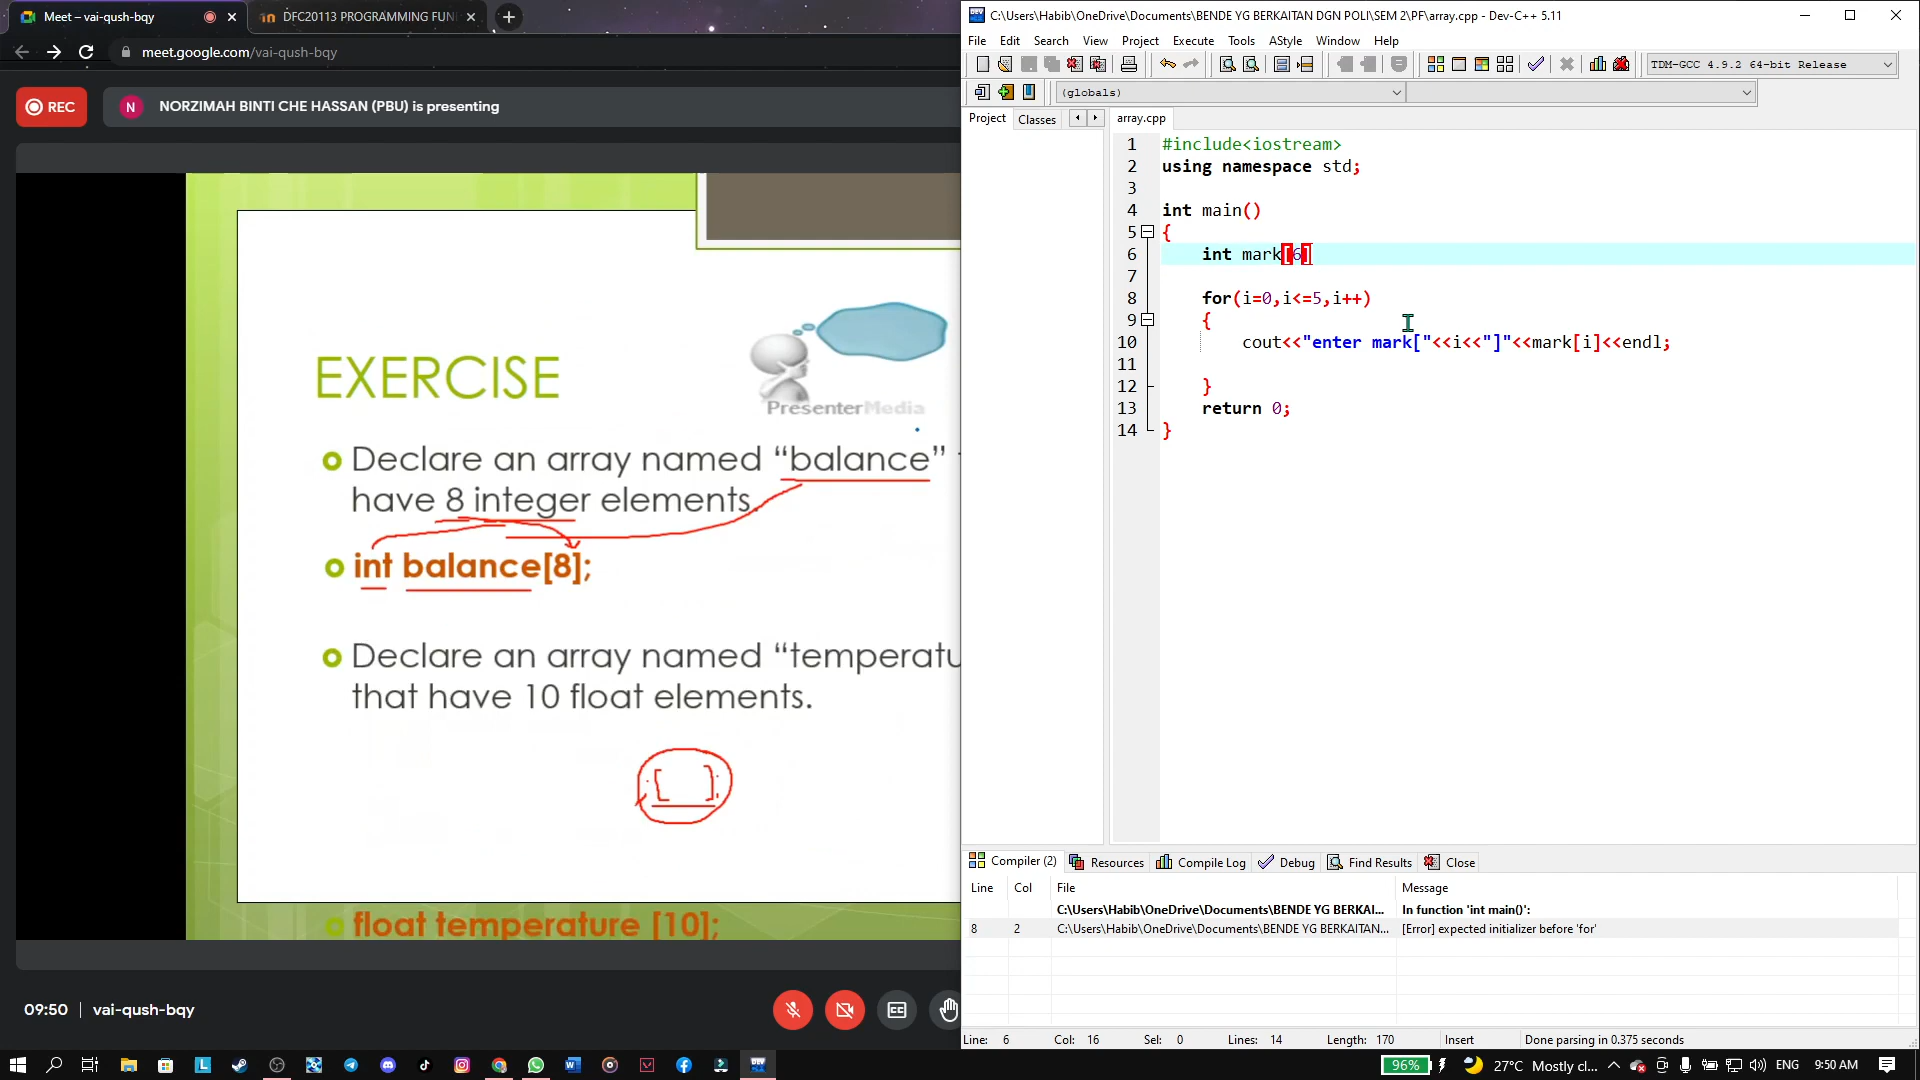 Meet – vai-qush-bqy
DFC20113 PROGRAMMING FUN
meet.google.com/vai-qush-bqy
REC
N
NORZIMAH BINTI CHE HASSAN (PBU) is presenting
EXERCISE
PresenterMedia
Declare an array named “balance”
have 8 integer elements.
int balance[8];
Declare an array named “temperatu
that have 10 float elements.
[ ]
float temperature [10];
09:50 | vai-qush-bqy
C:\Users\Habib\OneDrive\Documents\BENDE YG BERKAITAN DGN POLI\SEM 2\PF\array.cpp - Dev-C++ 5.11
File Edit Search View Project Execute Tools AStyle Window Help
TDM-GCC 4.9.2 64-bit Release
(globals)
Project Classes
array.cpp
1 #include<iostream>
2 using namespace std;
3
4 int main()
5 {
6 int mark[6]
7
8 for(i=0,i<=5,i++)
9 {
10 cout<<"enter mark["<<i<<"]"<<mark[i]<<endl;
11
12 }
13 return 0;
14 }
Compiler (2) Resources Compile Log Debug Find Results Close
Line Col File Message
C:\Users\Habib\OneDrive\Documents\BENDE YG BERKAI... In function 'int main()':
8 2 C:\Users\Habib\OneDrive\Documents\BENDE YG BERKAITAN... [Error] expected initializer before 'for'
Line: 6 Col: 16 Sel: 0 Lines: 14 Length: 170 Insert Done parsing in 0.375 seconds
96% 27°C Mostly cl... ENG 9:50 AM